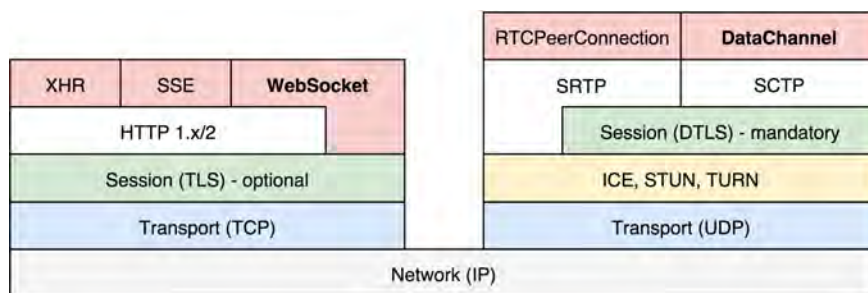 RTCPeerConnection DataChannel
XHR SSE WebSocket SRTP SCTP
HTTP 1.x/2 Session (DTLS) - mandatory
Session (TLS) - optional ICE, STUN, TURN
Transport (TCP) Transport (UDP)
Network (IP)